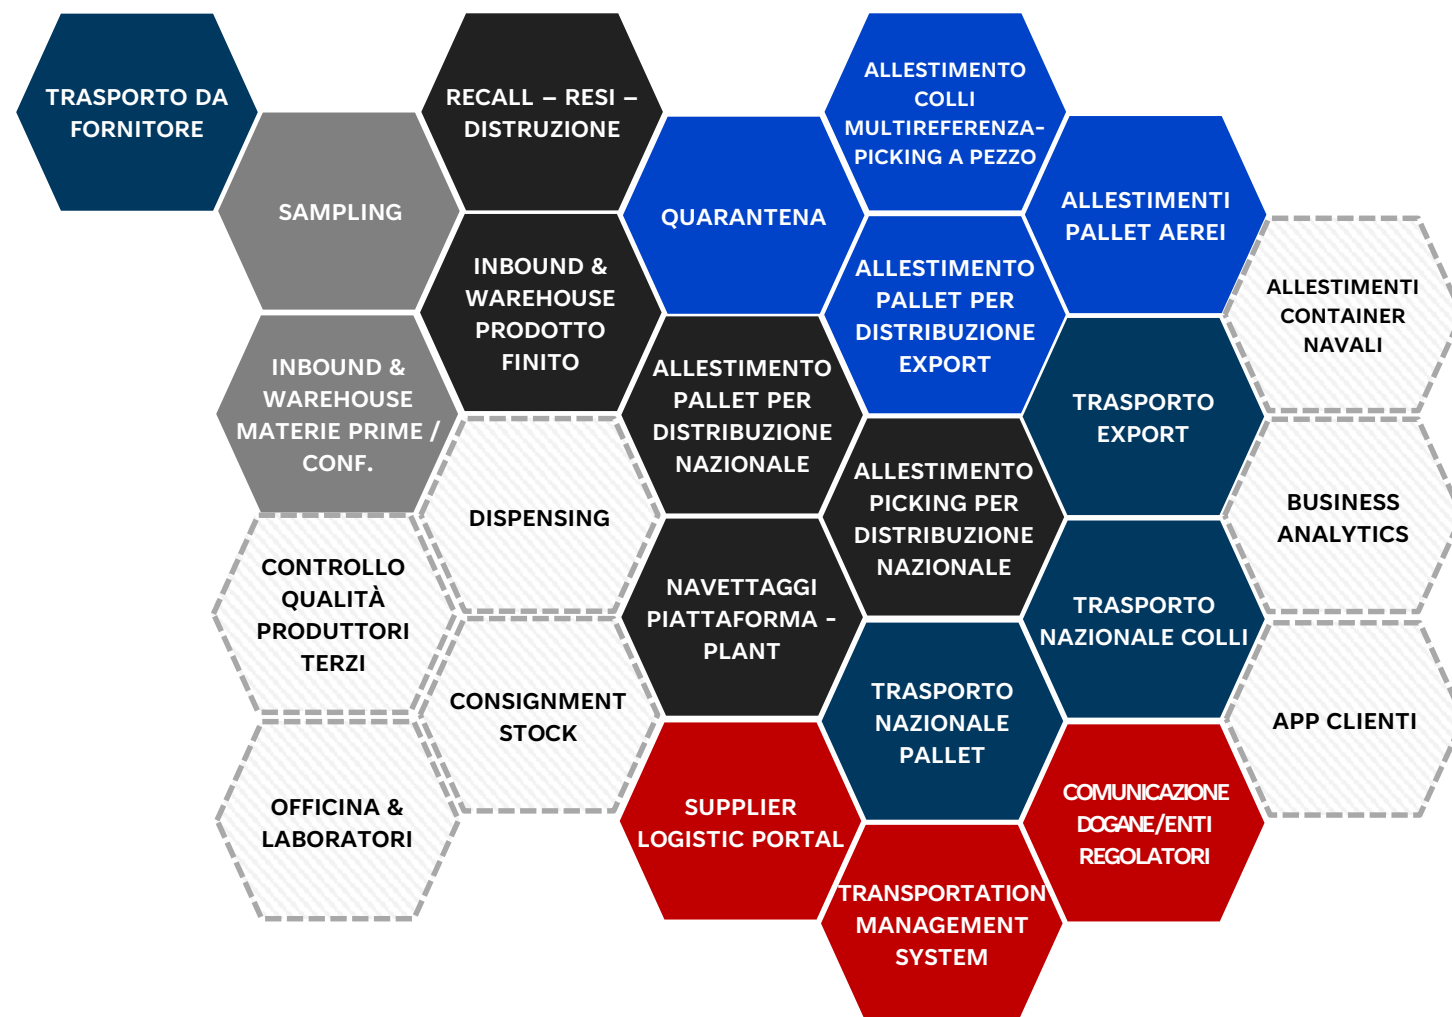 TRASPORTO DA
FORNITORE
SAMPLING
INBOUND &
WAREHOUSE
MATERIE PRIME /
CONF.
CONTROLLO
QUALITÀ
PRODUTTORI
TERZI
OFFICINA &
LABORATORI
RECALL – RESI –
DISTRUZIONE
INBOUND &
WAREHOUSE
PRODOTTO
FINITO
DISPENSING
CONSIGNMENT
STOCK
QUARANTENA
ALLESTIMENTO
PALLET PER
DISTRIBUZIONE
NAZIONALE
NAVETTAGGI
PIATTAFORMA -
PLANT
SUPPLIER
LOGISTIC PORTAL
ALLESTIMENTO
COLLI
MULTIREFERENZA-
PICKING A PEZZO
ALLESTIMENTO
PALLET PER
DISTRIBUZIONE
EXPORT
ALLESTIMENTO
PICKING PER
DISTRIBUZIONE
NAZIONALE
TRASPORTO
NAZIONALE
PALLET
TRANSPORTATION
MANAGEMENT
SYSTEM
ALLESTIMENTI
PALLET AEREI
TRASPORTO
EXPORT
TRASPORTO
NAZIONALE COLLI
COMUNICAZIONE
DOGANE/ENTI
REGOLATORI
ALLESTIMENTI
CONTAINER
NAVALI
BUSINESS
ANALYTICS
APP CLIENTI